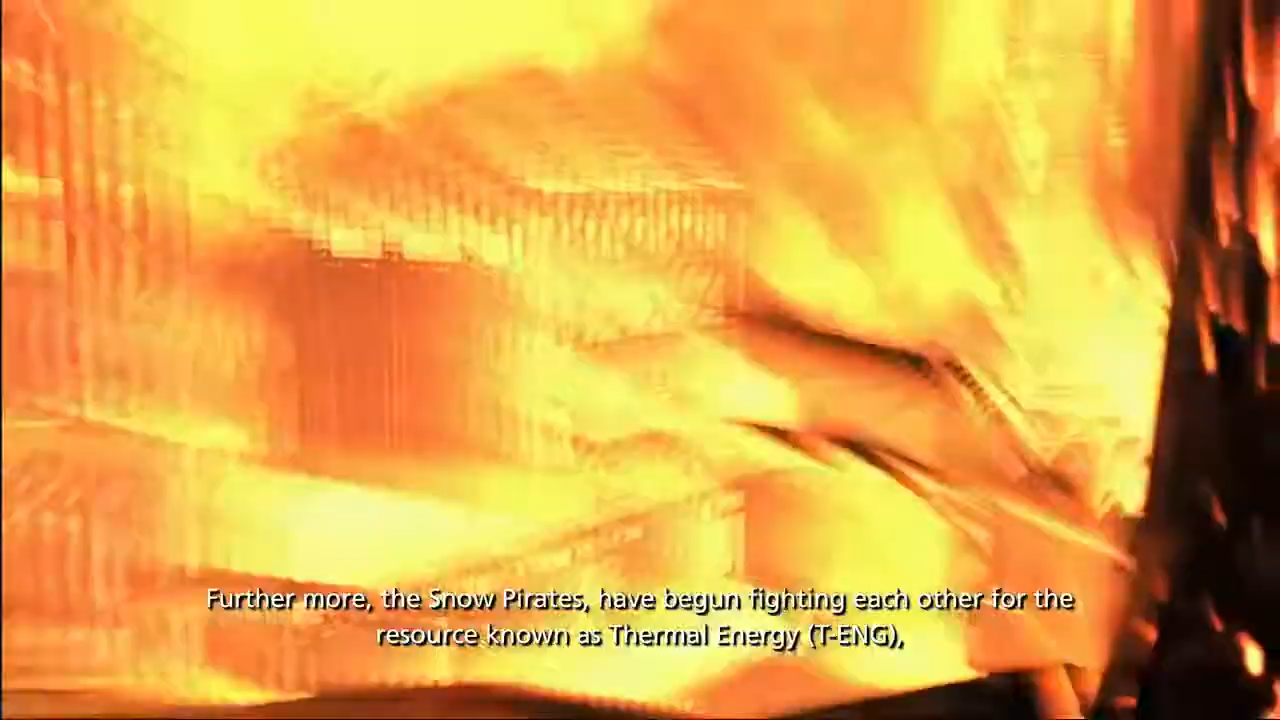 Further more, the Snow Pirates, have begun fighting each other for the
resource known as Thermal Energy (T-ENG),